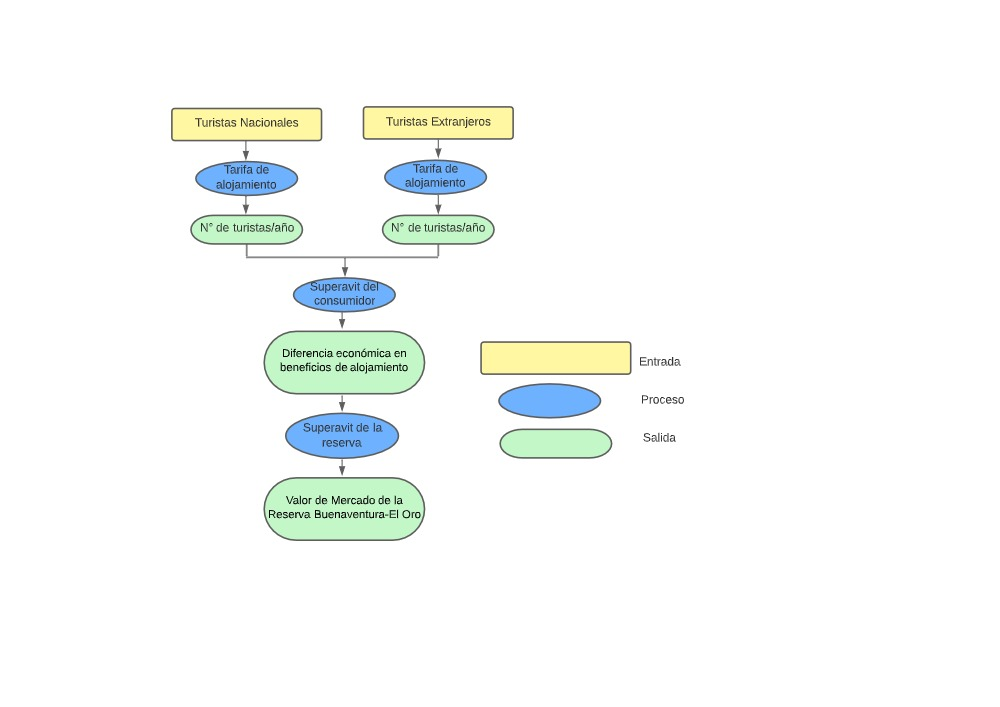 Turistas Nacionales
Turistas Extranjeros
Tarifa de
alojamiento
Tarifa de
alojamiento
N° de turistas/año
N° de turistas/año
Superavit del
consumidor
Diferencia económica en
beneficios de alojamiento
Superavit de la
reserva
Valor de Mercado de la
Reserva Buenaventura-El Oro
Entrada
Proceso
Salida